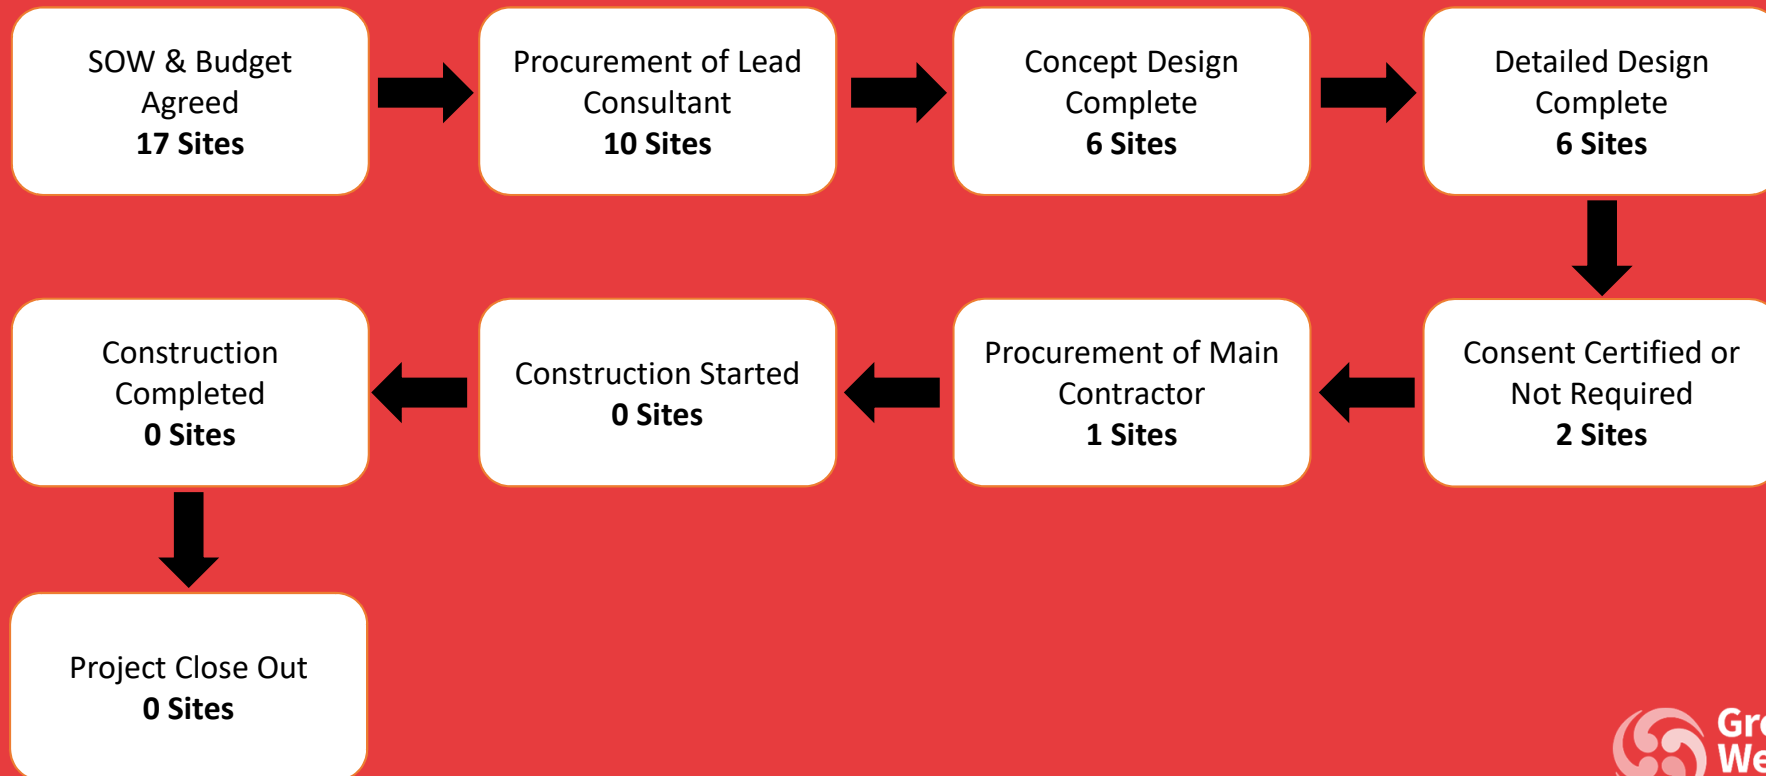 SOW & Budget
Agreed
17 Sites
Procurement of Lead
Consultant
10 Sites
Concept Design
Complete
6 Sites
Detailed Design
Complete
6 Sites
Consent Certified or
Not Required
2 Sites
Procurement of Main
Contractor
1 Sites
Construction Started
0 Sites
Construction
Completed
0 Sites
Project Close Out
0 Sites